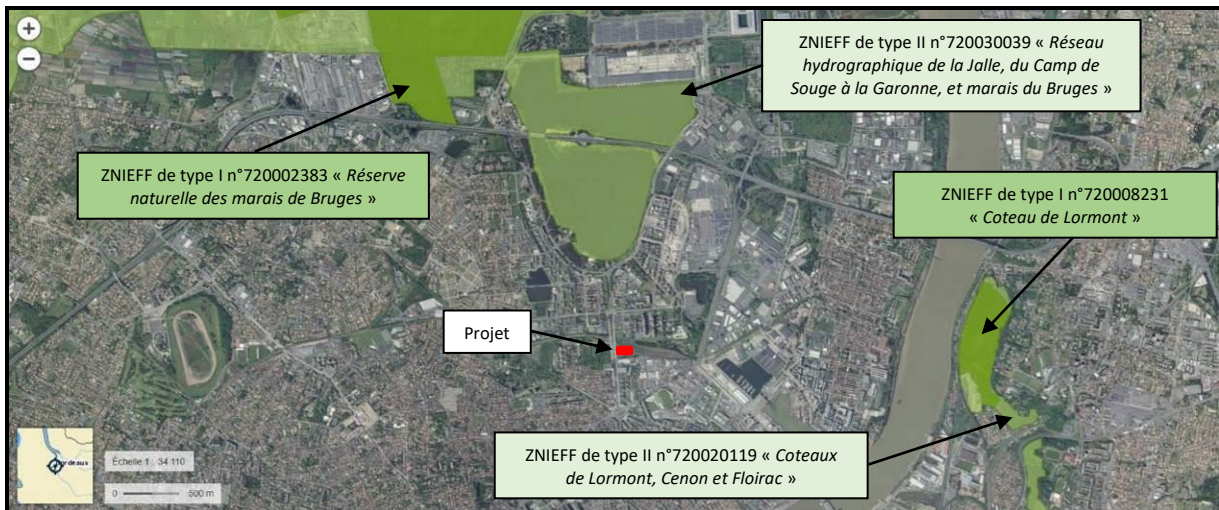 ZNIEFF de type II n°720030039 « Réseau
hydrographique de la Jalle, du Camp de
Souge à la Garonne, et marais du Bruges »
ZNIEFF de type I n°720002383 « Réserve
naturelle des marais de Bruges »
ZNIEFF de type I n°720008231
« Coteau de Lormont »
Projet
ZNIEFF de type II n°720020119 « Coteaux
de Lormont, Cenon et Floirac »
Bordeaux
Échelle 1 34 110
0 500 m